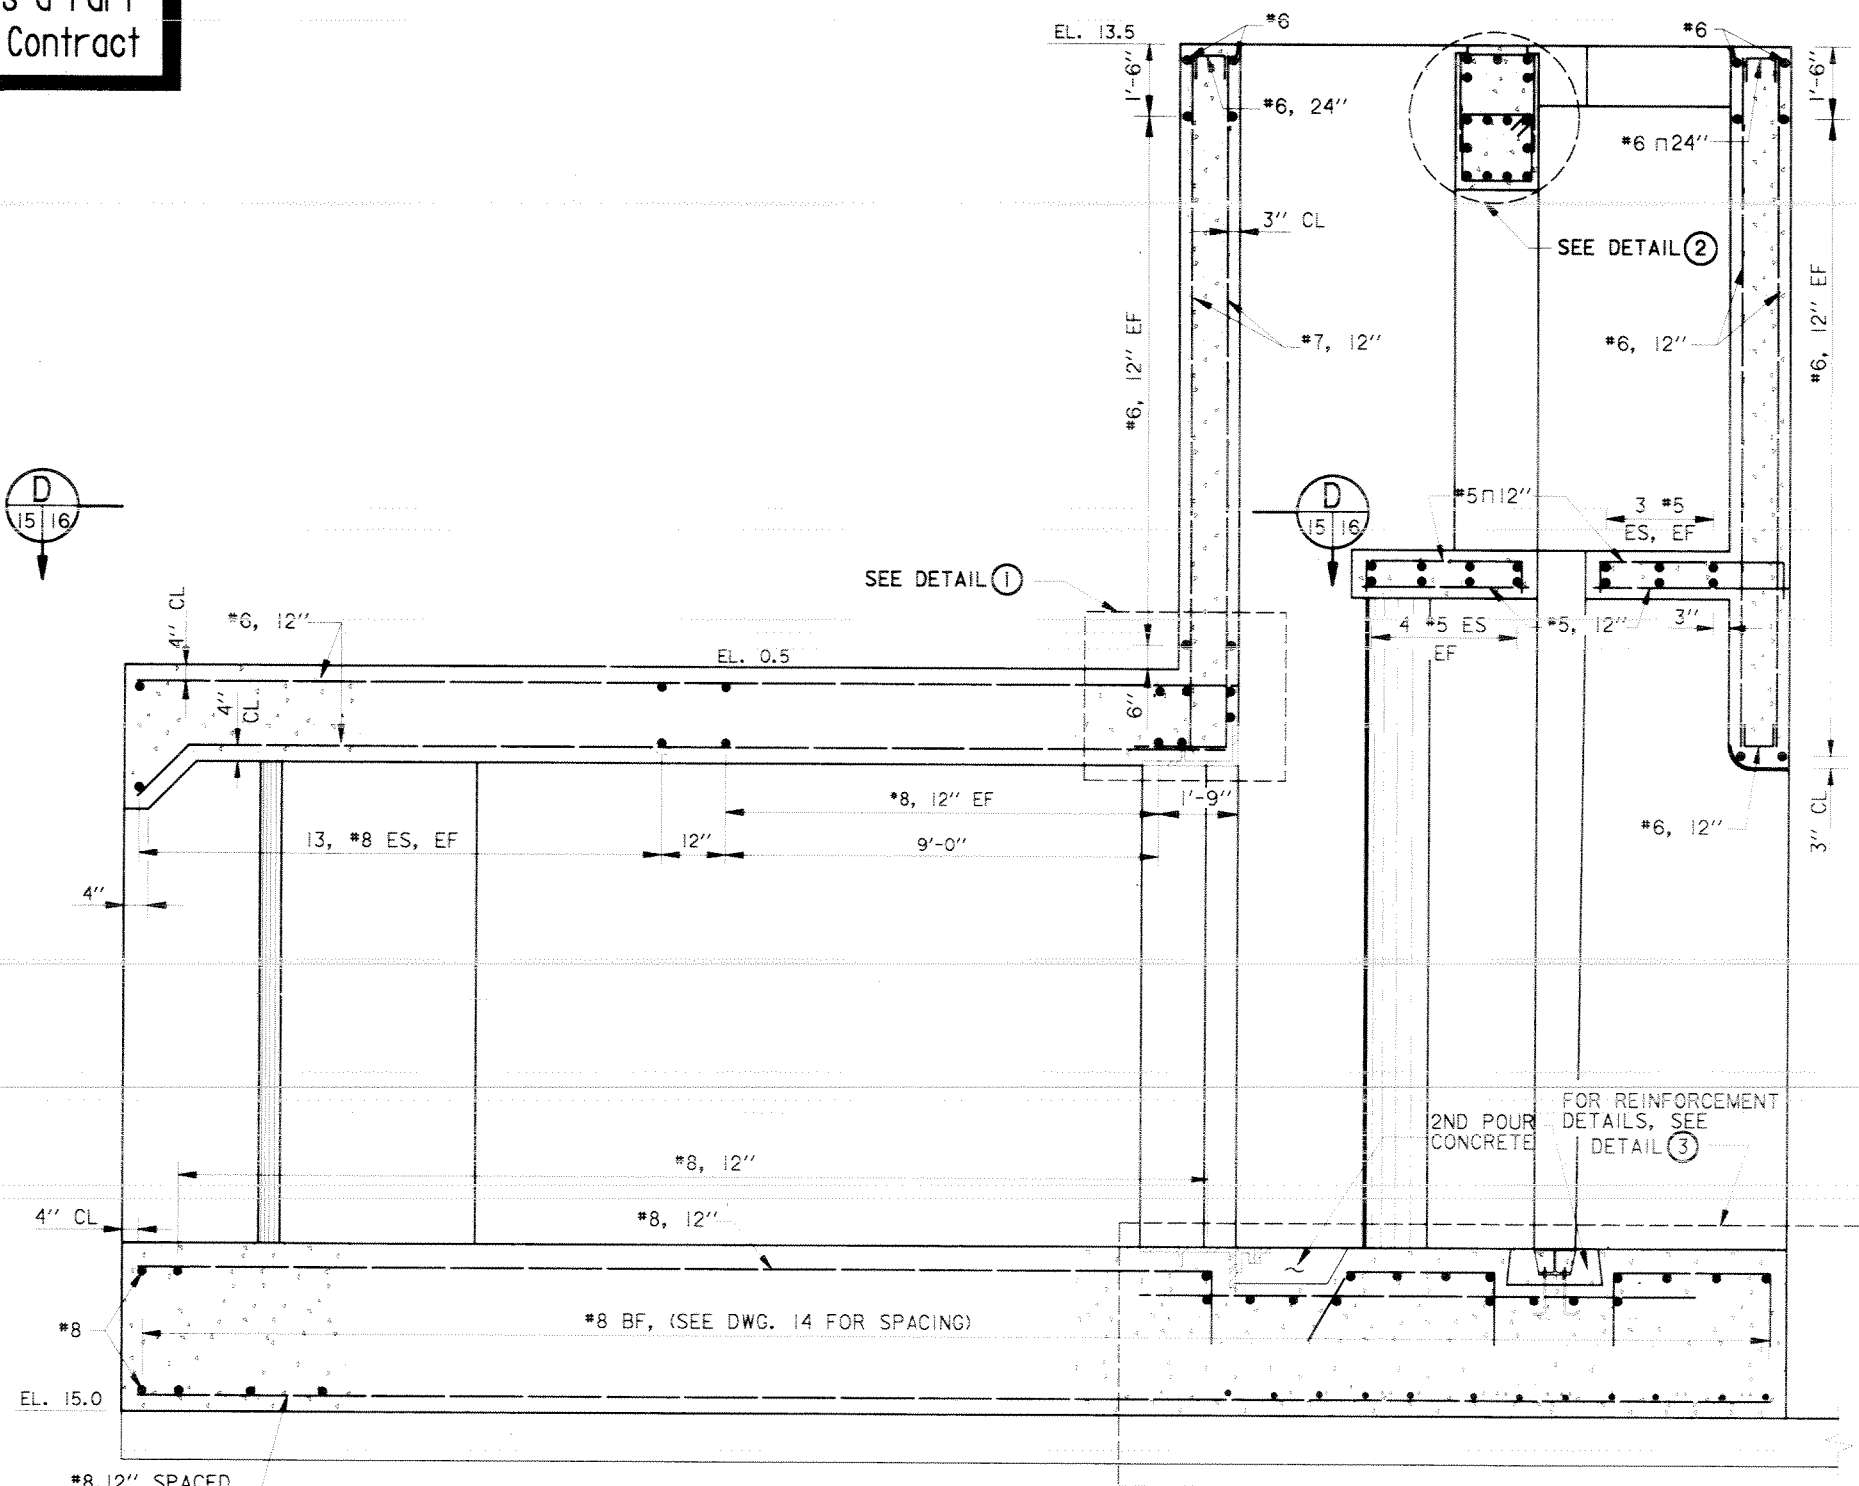 s a Part
Contract
EL. 13.5
#6
#6
1'-6"
#6, 24"
1'-6"
#6 ⊓24"
3" CL
SEE DETAIL 2
#6, 12" EF
#7, 12"
#6, 12"
#6, 12" EF
D
15 16
D
15 16
#5⊓12"
3 #5
ES, EF
SEE DETAIL 1
4" CL
#6, 12"
4 #5 ES
EF
#5, 12"
3"
EL. 0.5
4"
CL
6"
#8, 12" EF
1'-9"
13, #8 ES, EF
12"
9'-0"
#6, 12"
3" CL
4"
2ND POUR
CONCRETE
FOR REINFORCEMENT
DETAILS, SEE
DETAIL 3
#8, 12"
4" CL
#8, 12"
#8
#8 BF, (SEE DWG. 14 FOR SPACING)
EL. 15.0
#8,12" SPACED